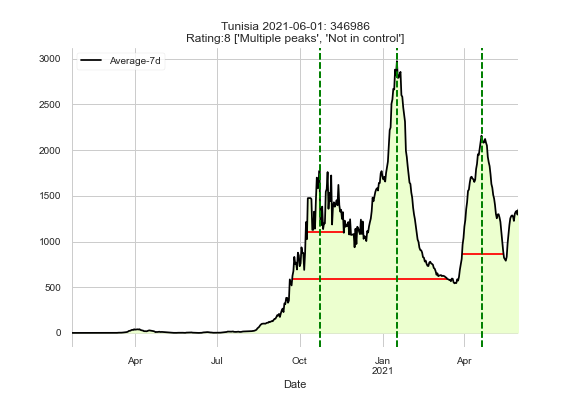 Tunisia 2021-06-01: 346986
Rating:8 ['Multiple peaks', 'Not in control']
Average-7d
3000
2500
2000
1500
1000
500
0
Apr
Jul
Oct
Jan
2021
Apr
Date